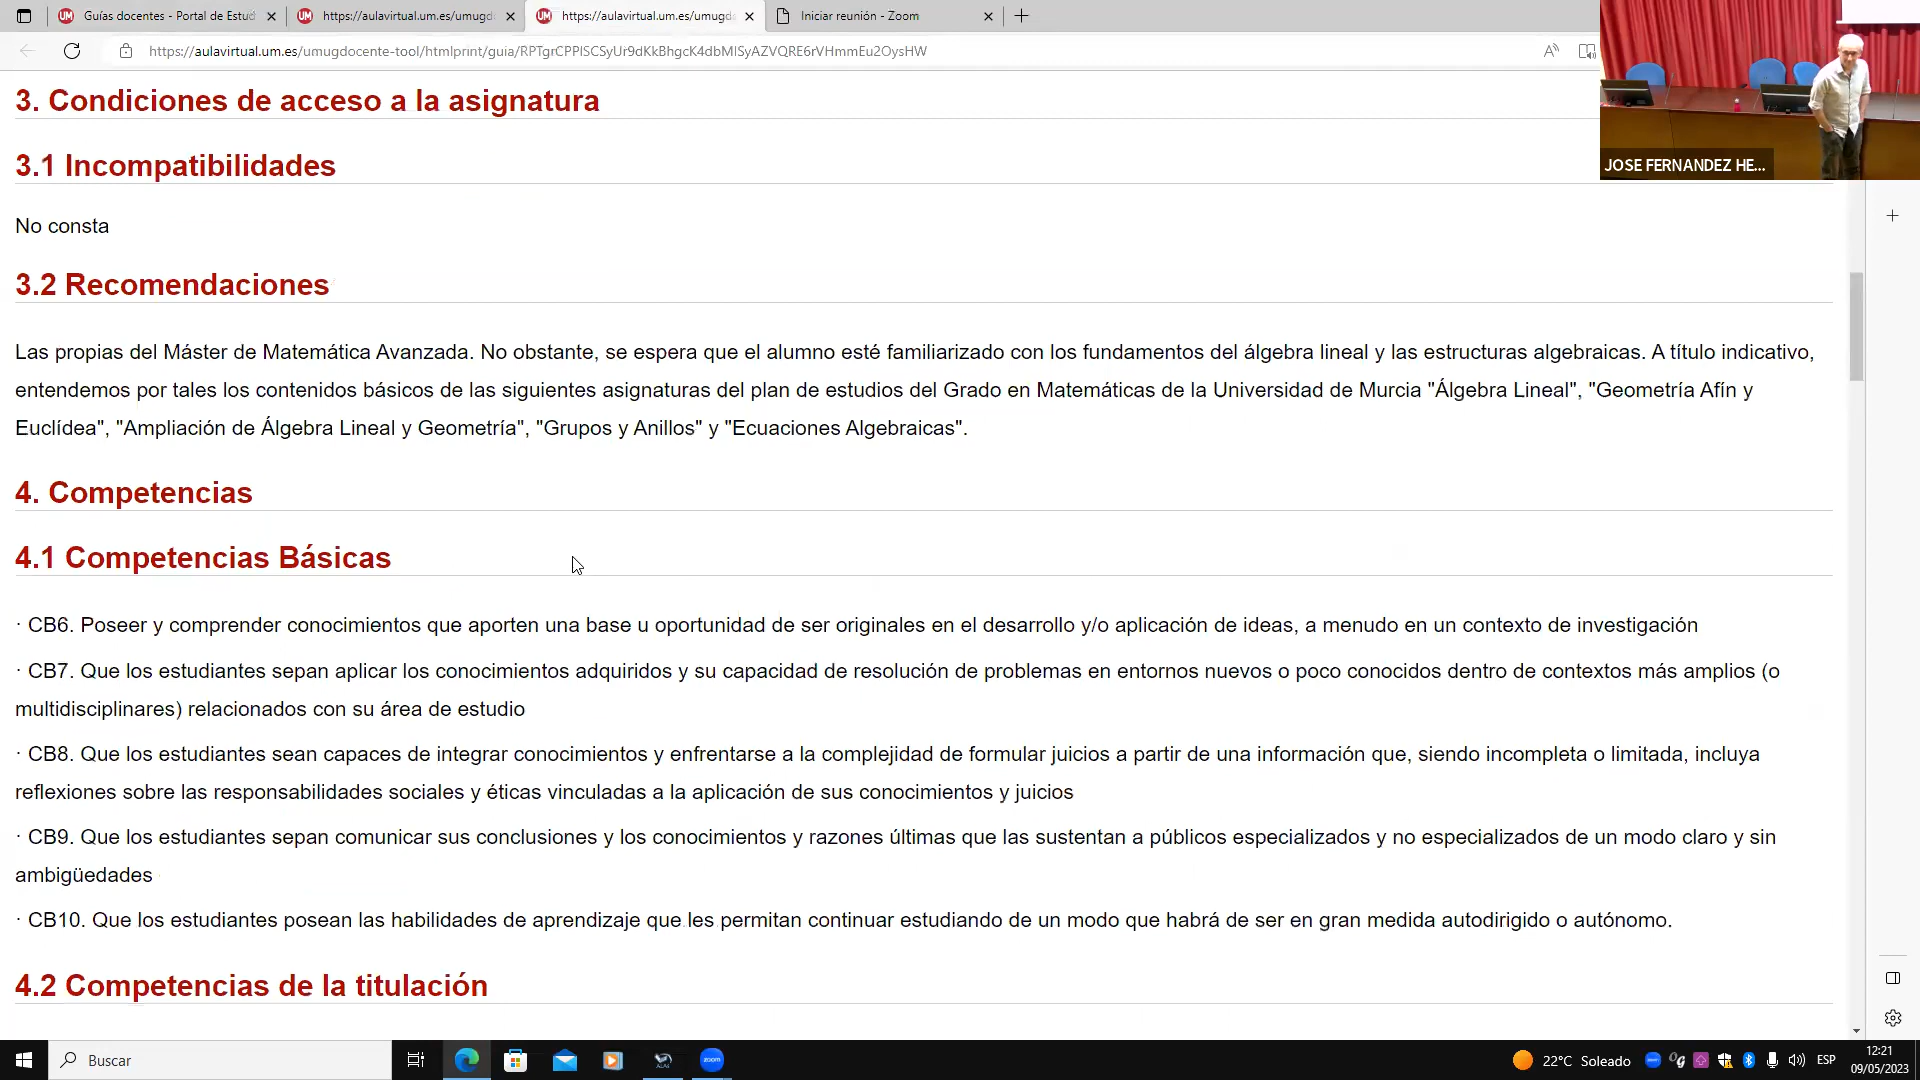 Guías docentes - Portal de Estud
https://aulavirtual.um.es/umugdo
https://aulavirtual.um.es/umugdo
Iniciar reunión - Zoom
https://aulavirtual.um.es/umugdocente-tool/htmlprint/guia/RPTgrCPPISCSyUr9dKkBhgcK4dbMISyAZVQRE6rVHmmEu2OysHW
JOSE FERNANDEZ HE...
3. Condiciones de acceso a la asignatura
3.1 Incompatibilidades
No consta
3.2 Recomendaciones
Las propias del Máster de Matemática Avanzada. No obstante, se espera que el alumno esté familiarizado con los fundamentos del álgebra lineal y las estructuras algebraicas. A título indicativo,
entendemos por tales los contenidos básicos de las siguientes asignaturas del plan de estudios del Grado en Matemáticas de la Universidad de Murcia "Álgebra Lineal", "Geometría Afín y
Euclídea", "Ampliación de Álgebra Lineal y Geometría", "Grupos y Anillos" y "Ecuaciones Algebraicas".
4. Competencias
4.1 Competencias Básicas
· CB6. Poseer y comprender conocimientos que aporten una base u oportunidad de ser originales en el desarrollo y/o aplicación de ideas, a menudo en un contexto de investigación
· CB7. Que los estudiantes sepan aplicar los conocimientos adquiridos y su capacidad de resolución de problemas en entornos nuevos o poco conocidos dentro de contextos más amplios (o
multidisciplinares) relacionados con su área de estudio
· CB8. Que los estudiantes sean capaces de integrar conocimientos y enfrentarse a la complejidad de formular juicios a partir de una información que, siendo incompleta o limitada, incluya
reflexiones sobre las responsabilidades sociales y éticas vinculadas a la aplicación de sus conocimientos y juicios
· CB9. Que los estudiantes sepan comunicar sus conclusiones y los conocimientos y razones últimas que las sustentan a públicos especializados y no especializados de un modo claro y sin
ambigüedades
· CB10. Que los estudiantes posean las habilidades de aprendizaje que les permitan continuar estudiando de un modo que habrá de ser en gran medida autodirigido o autónomo.
4.2 Competencias de la titulación
Buscar
22°C Soleado
ESP
12:21
09/05/2023